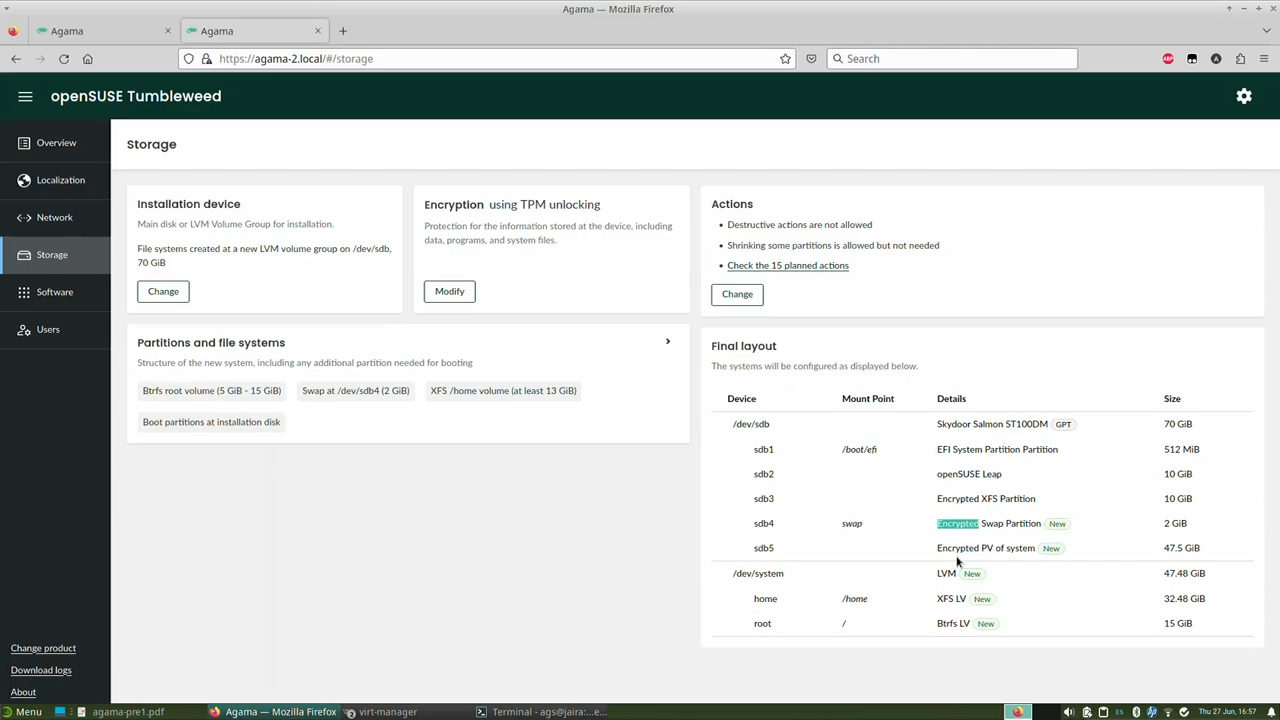 Agama — Mozilla Firefox
Agama
Agama
https://agama-2.local/#/storage
Search
openSUSE Tumbleweed
Overview
Localization
Network
Storage
Software
Users
Change product
Download logs
About
Storage
Installation device
Main disk or LVM Volume Group for installation.
File systems created at a new LVM volume group on /dev/sdb,
70 GiB
Change
Encryption using TPM unlocking
Protection for the information stored at the device, including
data, programs, and system files.
Modify
Partitions and file systems
Structure of the new system, including any additional partition needed for booting
Btrfs root volume (5 GiB - 15 GiB) Swap at /dev/sdb4 (2 GiB) XFS /home volume (at least 13 GiB)
Boot partitions at installation disk
Actions
• Destructive actions are not allowed
• Shrinking some partitions is allowed but not needed
• Check the 15 planned actions
Change
Final layout
The systems will be configured as displayed below.
Device Mount Point Details Size
/dev/sdb Skydoor Salmon ST100DM GPT 70 GiB
sdb1 /boot/efi EFI System Partition Partition 512 MiB
sdb2 openSUSE Leap 10 GiB
sdb3 Encrypted XFS Partition 10 GiB
sdb4 swap Encrypted Swap Partition New 2 GiB
sdb5 Encrypted PV of system New 47.5 GiB
/dev/system LVM New 47.48 GiB
home /home XFS LV New 32.48 GiB
root / Btrfs LV New 15 GiB
Menu agama-pre1.pdf Agama — Mozilla Firefox virt-manager Terminal - ags@jaira:...e... ES Thu 27 Jun, 16:57